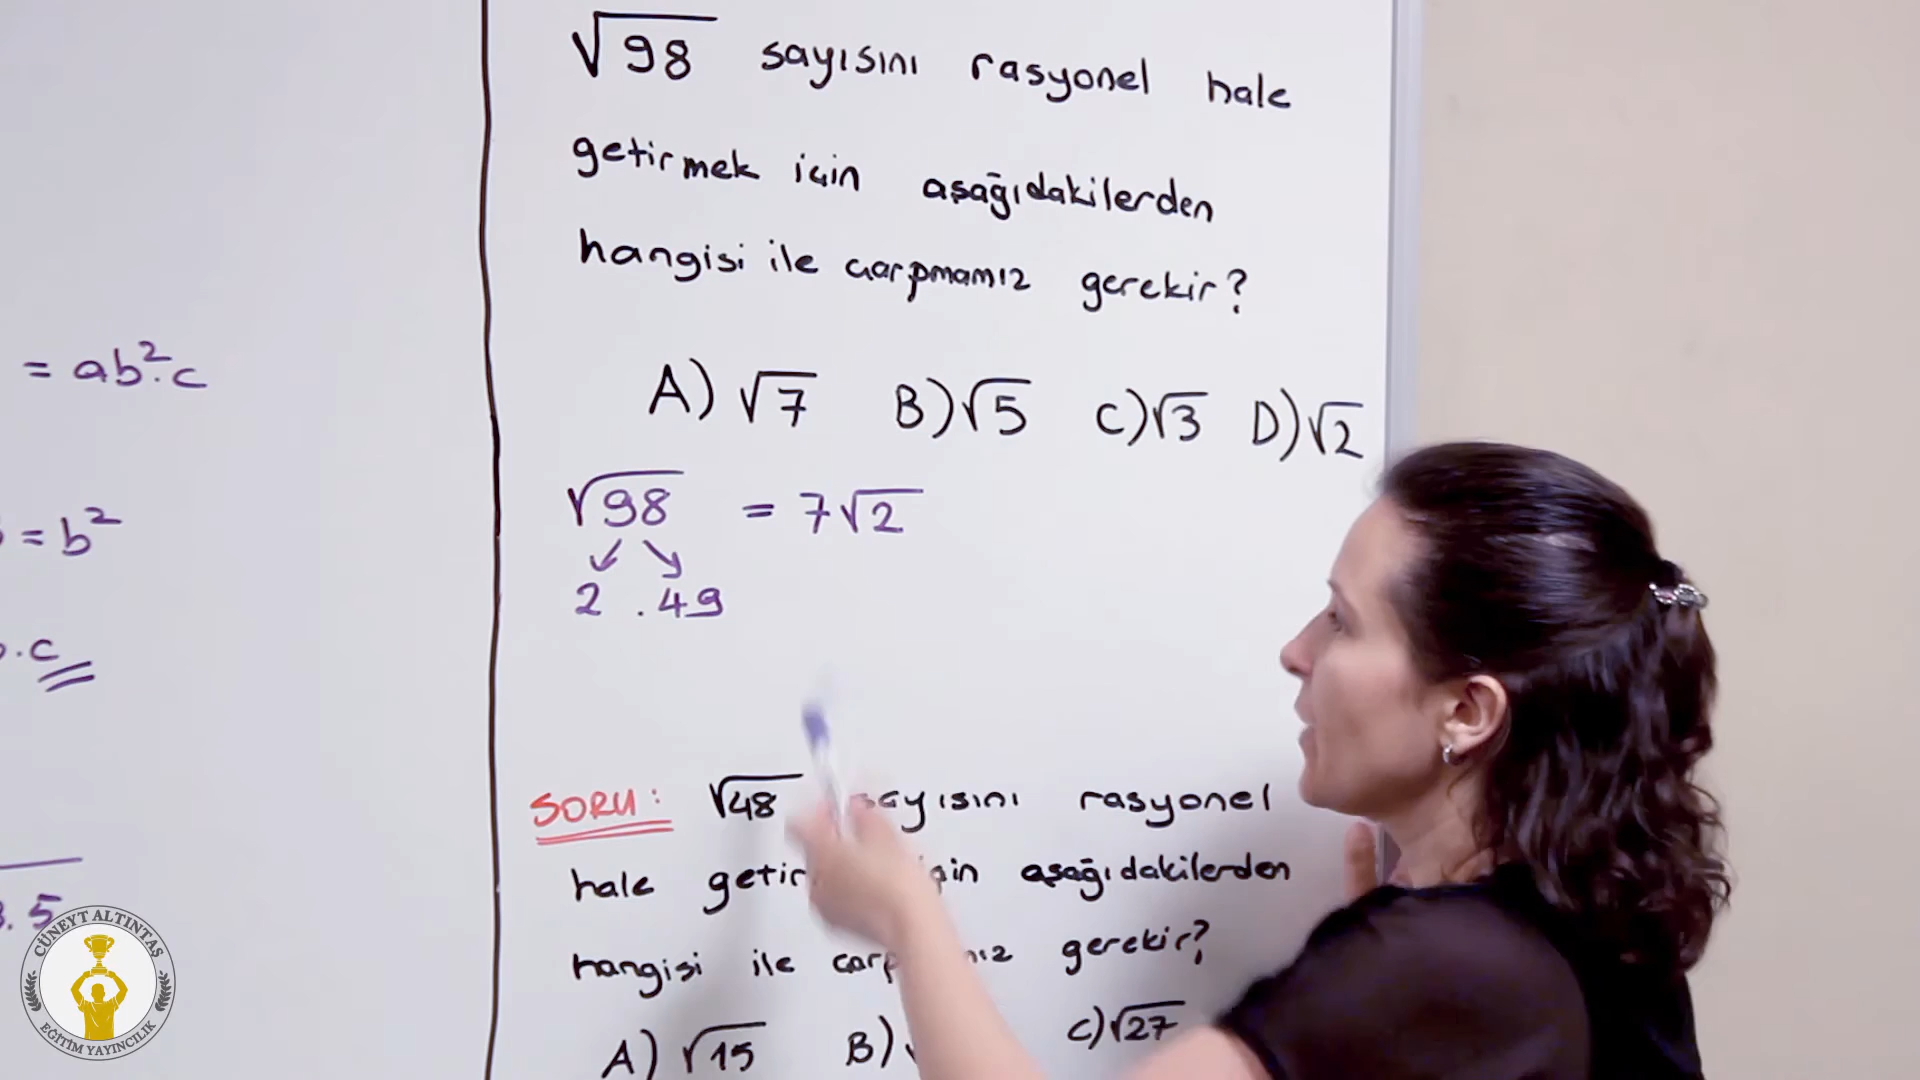 = ab².c
= b²
.c
. 5
√98 sayısını rasyonel hale
getirmek için aşağıdakilerden
hangisi ile çarpmamız gerekir?
A) √7 B) √5 C) √3 D) √2
√98 = 7√2
2 . 49
SORU: √48 sayısını rasyonel
hale için aşağıdakilerden
hangisi ile gerekir?
A) √15 B) C) √27
CÜNEYT ALTINTAŞ
EĞİTİM YAYINCILIK